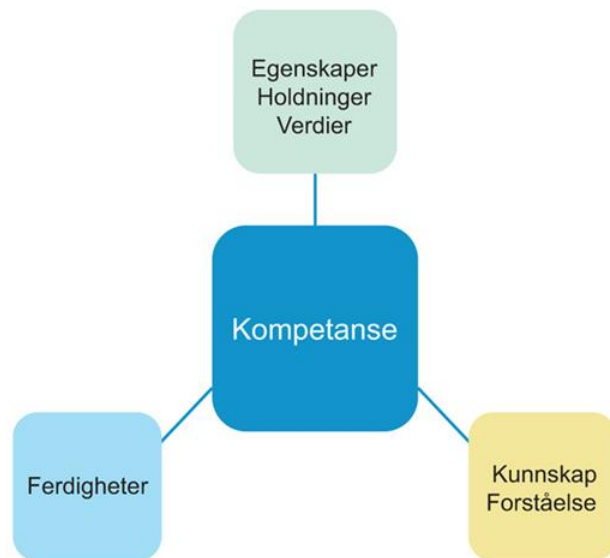 Egenskaper
Holdninger
Verdier
Kompetanse
Ferdigheter
Kunnskap
Forståelse